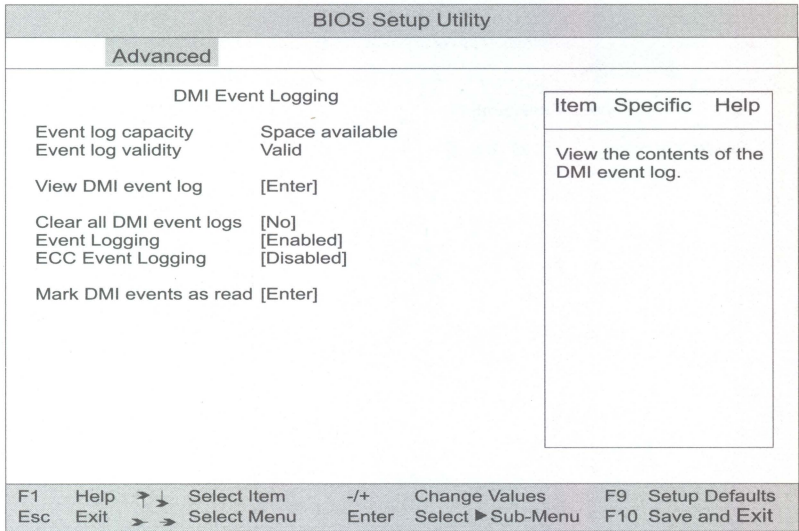 BIOS Setup Utility
Advanced
DMI Event Logging
Event log capacity Space available
Event log validity Valid
View DMI event log [Enter]
Clear all DMI event logs [No]
Event Logging [Enabled]
ECC Event Logging [Disabled]
Mark DMI events as read [Enter]
Item Specific Help
View the contents of the
DMI event log.
F1 Help Select Item -/+ Change Values F9 Setup Defaults
Esc Exit Select Menu Enter Select ▶ Sub-Menu F10 Save and Exit